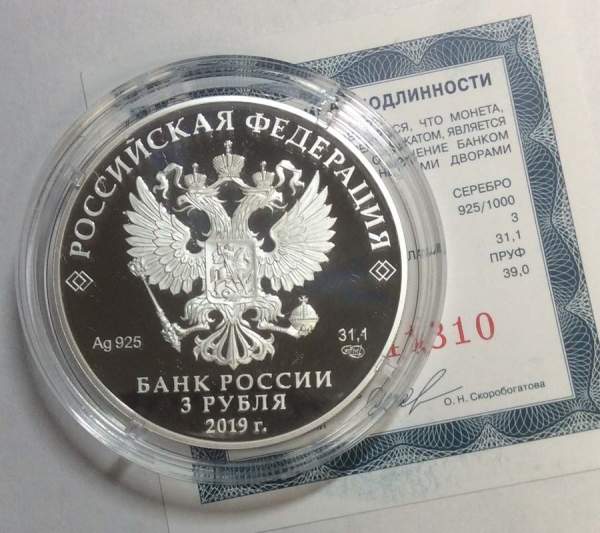 РОССИЙСКАЯ ФЕДЕРАЦИЯ
Ag 925
31,1
БАНК РОССИИ
3 РУБЛЯ
2019 г.
ЧТО МОНЕТА,
ЯВЛЯЕТСЯ
БАНКОМ
ДВОРАМИ
СЕРЕБРО
925/1000
3
31,1
ПРУФ
39,0
310
О. Н. Скоробогатова